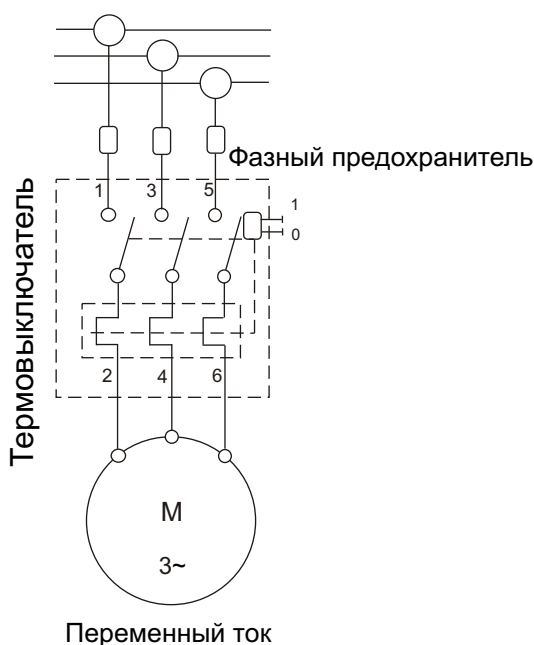 Фазный предохранитель
1 3 5
1
0
Термовыключатель
2 4 6
M
3~
Переменный ток